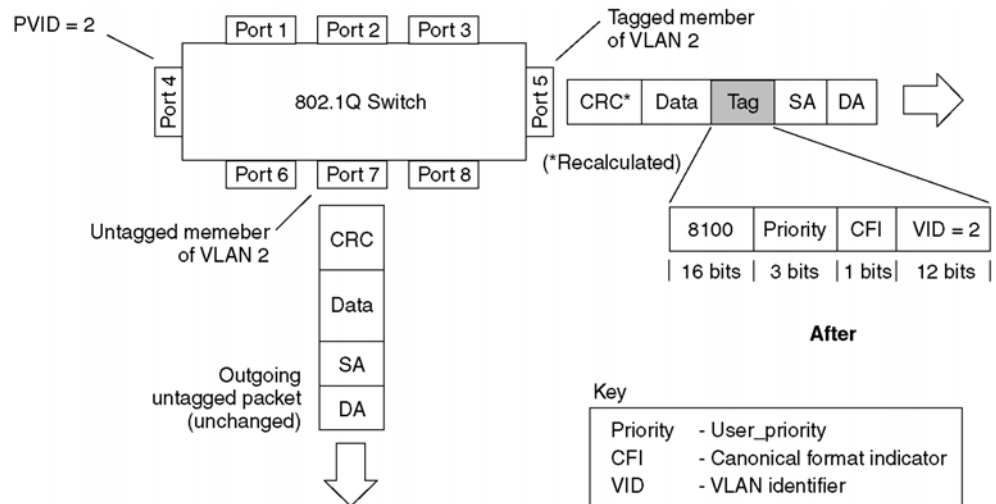 PVID = 2
Port 1
Port 2
Port 3
Tagged member
of VLAN 2
Port 4
802.1Q Switch
Port 5
CRC*
Data
Tag
SA
DA
(*Recalculated)
Port 6
Port 7
Port 8
Untagged memeber
of VLAN 2
CRC
Data
SA
DA
8100
Priority
CFI
VID = 2
16 bits
3 bits
1 bits
12 bits
After
Outgoing
untagged packet
(unchanged)
Key
Priority - User_priority
CFI - Canonical format indicator
VID - VLAN identifier